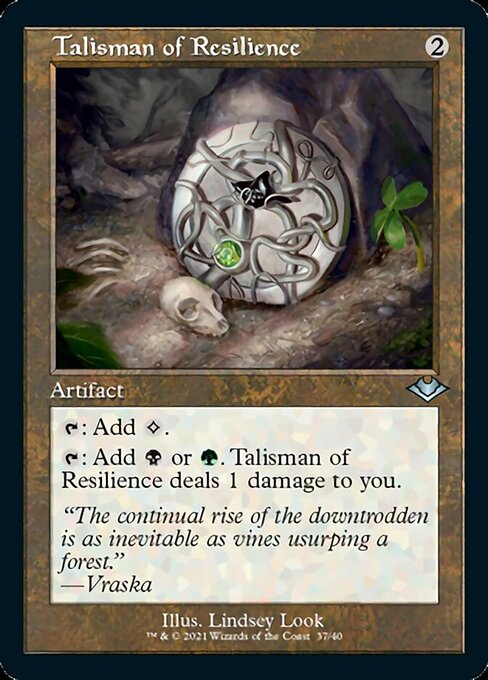 Talisman of Resilience 2
Artifact
: Add .
: Add or . Talisman of
Resilience deals 1 damage to you.
“The continual rise of the downtrodden
is as inevitable as vines usurping a
forest.”
—Vraska
Illus. Lindsey Look
™ & © 2021 Wizards of the Coast 37/40